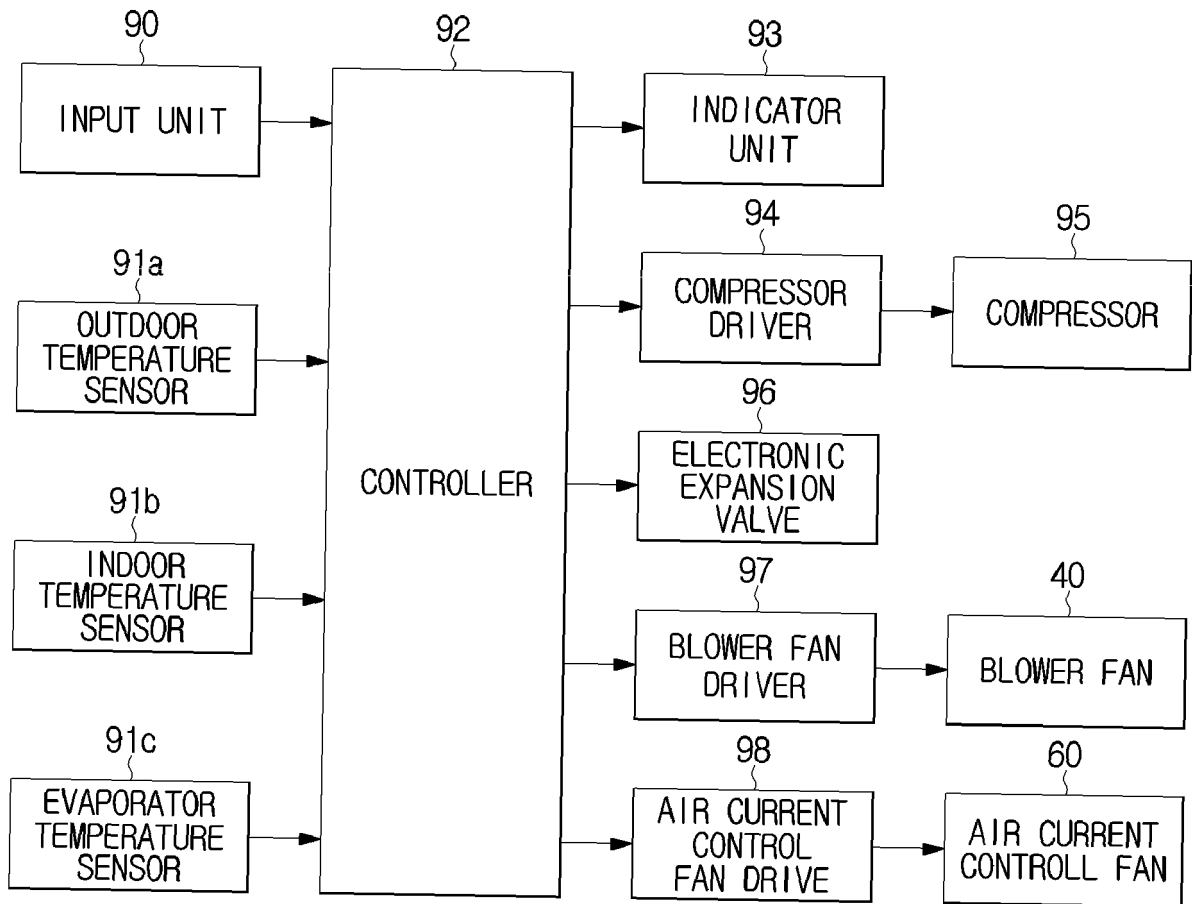 90
INPUT UNIT
91a
OUTDOOR
TEMPERATURE
SENSOR
91b
INDOOR
TEMPERATURE
SENSOR
91c
EVAPORATOR
TEMPERATURE
SENSOR
92
CONTROLLER
93
INDICATOR
UNIT
94
COMPRESSOR
DRIVER
95
COMPRESSOR
96
ELECTRONIC
EXPANSION
VALVE
97
BLOWER FAN
DRIVER
40
BLOWER FAN
98
AIR CURRENT
CONTROL
FAN DRIVE
60
AIR CURRENT
CONTROLL FAN